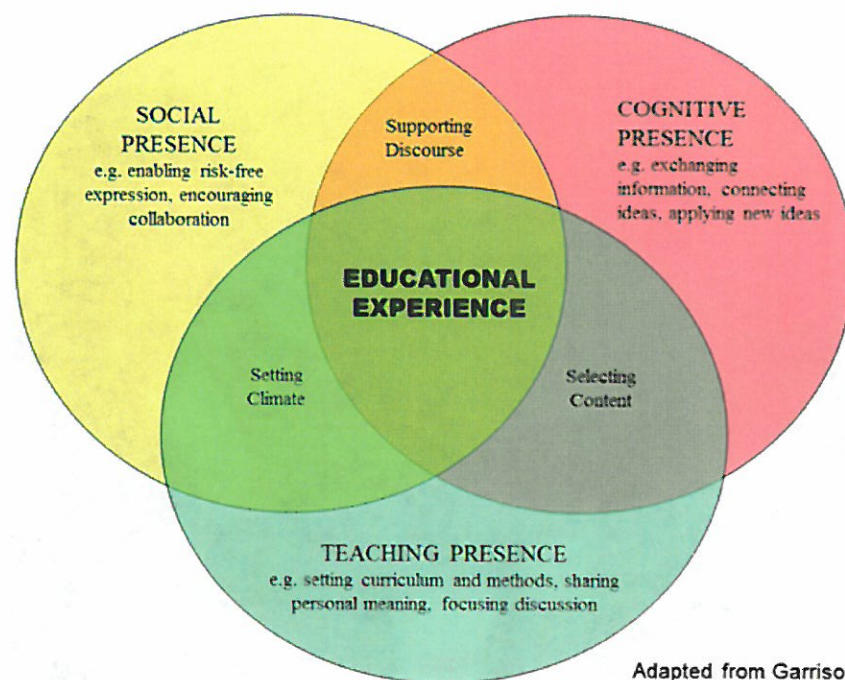 SOCIAL
PRESENCE
e.g. enabling risk-free
expression, encouraging
collaboration
Supporting
Discourse
COGNITIVE
PRESENCE
e.g. exchanging
information, connecting
ideas, applying new ideas
EDUCATIONAL
EXPERIENCE
Setting
Climate
Selecting
Content
TEACHING PRESENCE
e.g. setting curriculum and methods, sharing
personal meaning, focusing discussion
Adapted from Garriso